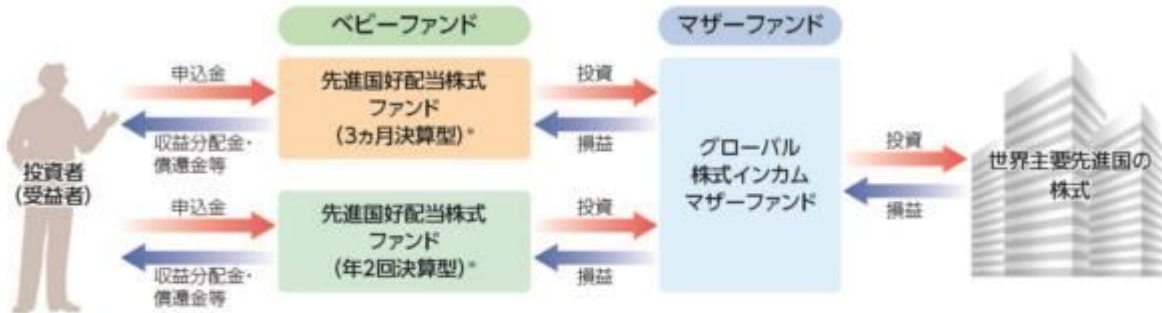 ベビーファンド
マザーファンド
投資者
(受益者)
申込金
収益分配金・
償還金等
先進国好配当株式
ファンド
(3ヵ月決算型)*
投資
損益
申込金
収益分配金・
償還金等
先進国好配当株式
ファンド
(年2回決算型)*
投資
損益
グローバル
株式インカム
マザーファンド
投資
損益
世界主要先進国の
株式